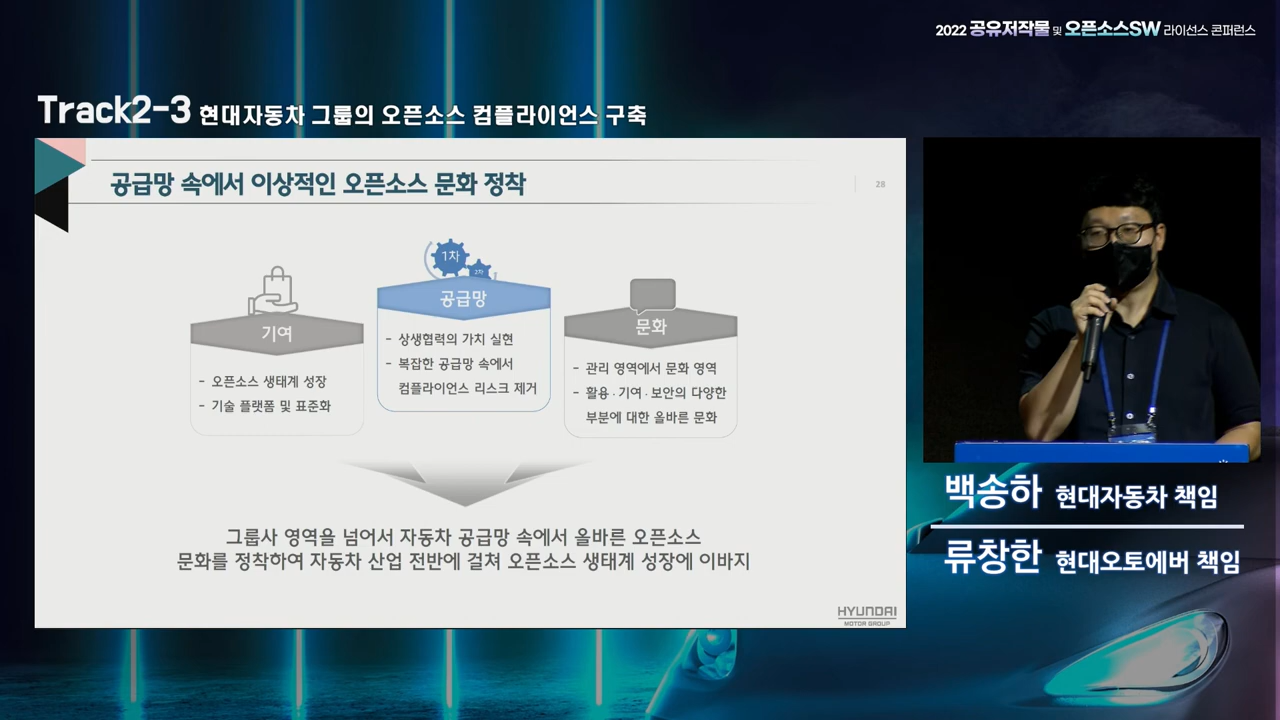 2022 공유저작물 및 오픈소스SW 라이선스 콘퍼런스
Track2-3 현대자동차 그룹의 오픈소스 컴플라이언스 구축
공급망 속에서 이상적인 오픈소스 문화 정착
28
기여
- 오픈소스 생태계 성장
- 기술 플랫폼 및 표준화
1차
2차
공급망
- 상생협력의 가치 실현
- 복잡한 공급망 속에서
컴플라이언스 리스크 제거
문화
- 관리 영역에서 문화 영역
- 활용·기여·보안의 다양한
부분에 대한 올바른 문화
그룹사 영역을 넘어서 자동차 공급망 속에서 올바른 오픈소스
문화를 정착하여 자동차 산업 전반에 걸쳐 오픈소스 생태계 성장에 이바지
HYUNDAI
MOTOR GROUP
백송하 현대자동차 책임
류창한 현대오토에버 책임